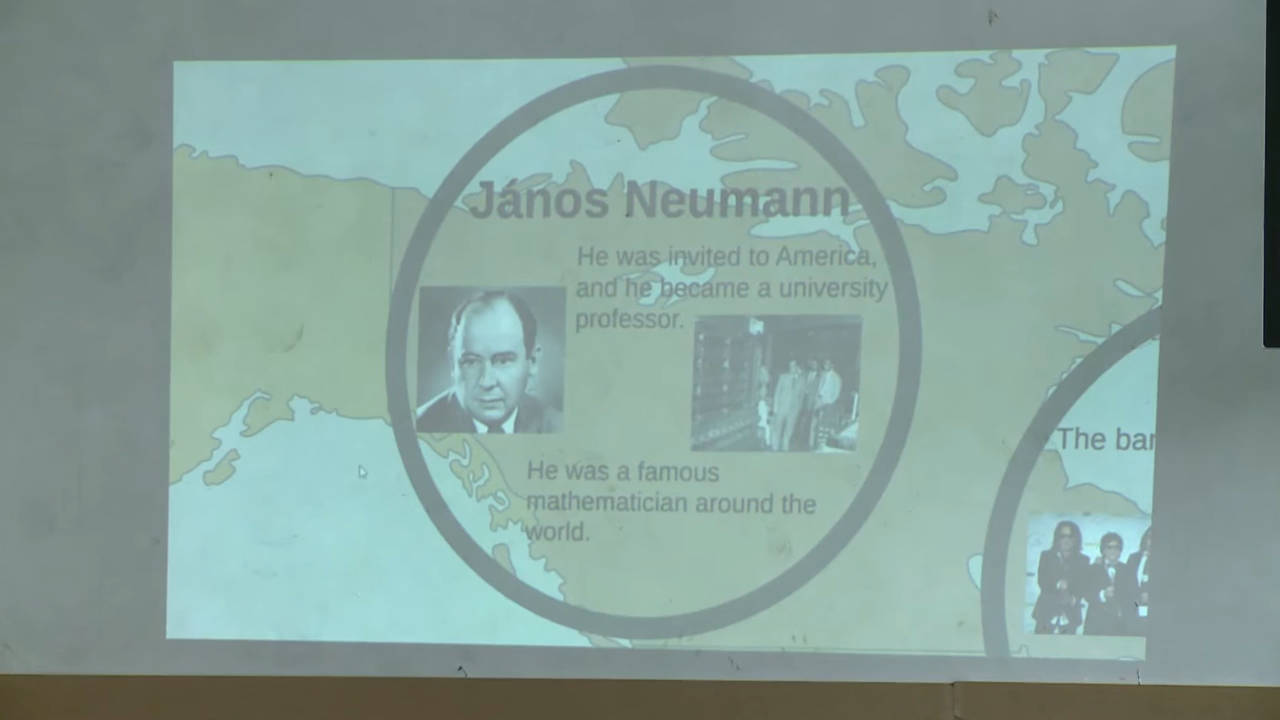 János Neumann
He was invited to America,
and he became a university
professor.
He was a famous
mathematician around the
world.
The